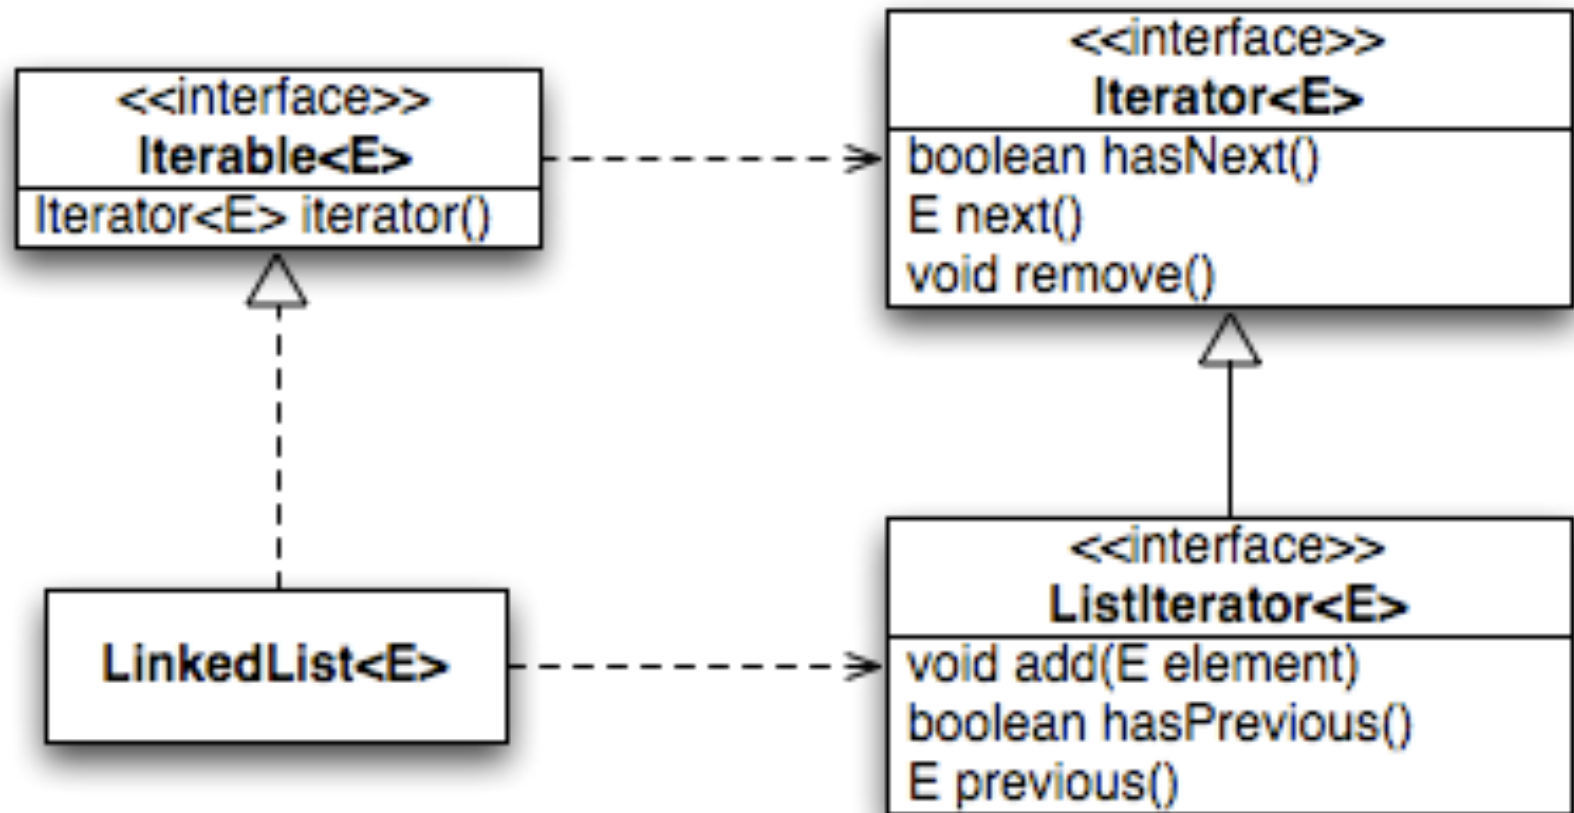 <<interface>>
Iterable<E>
Iterator<E> iterator()
<<interface>>
Iterator<E>
boolean hasNext()
E next()
void remove()
LinkedList<E>
<<interface>>
ListIterator<E>
void add(E element)
boolean hasPrevious()
E previous()